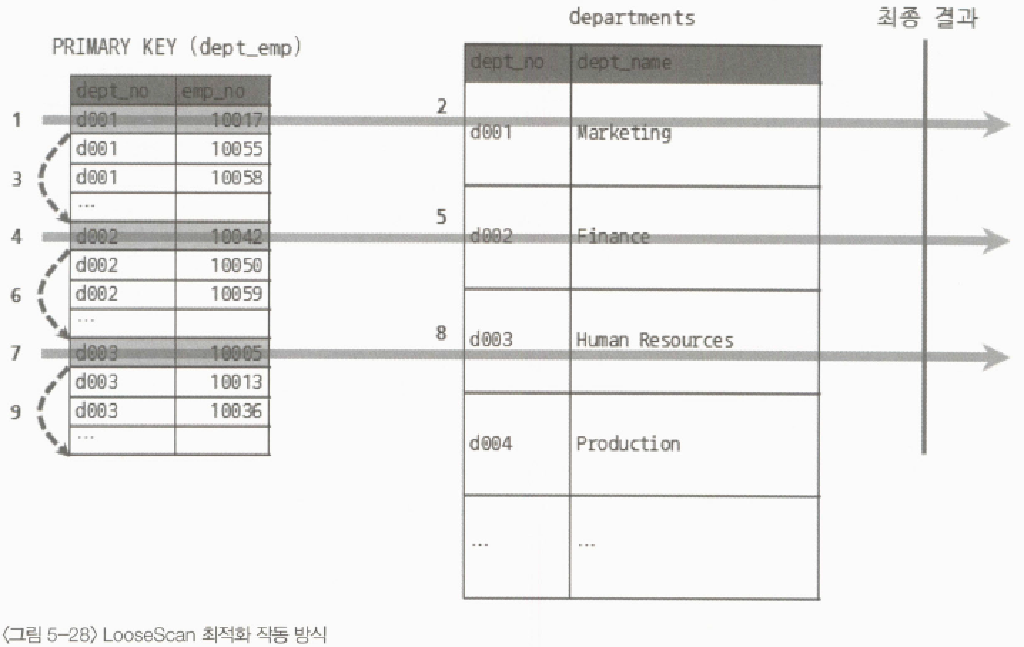 departments
최종 결과
PRIMARY KEY (dept_emp)
dept_no emp_no
1 d001 10017
d001 10055
3 d001 10058
...
4 d002 10042
d002 10050
6 d002 10059
...
7 d003 10005
d003 10013
9 d003 10036
...
dept_no dept_name
2 d001 Marketing
5 d002 Finance
8 d003 Human Resources
d004 Production
... ...
〈그림 5-28〉 LooseScan 최적화 작동 방식